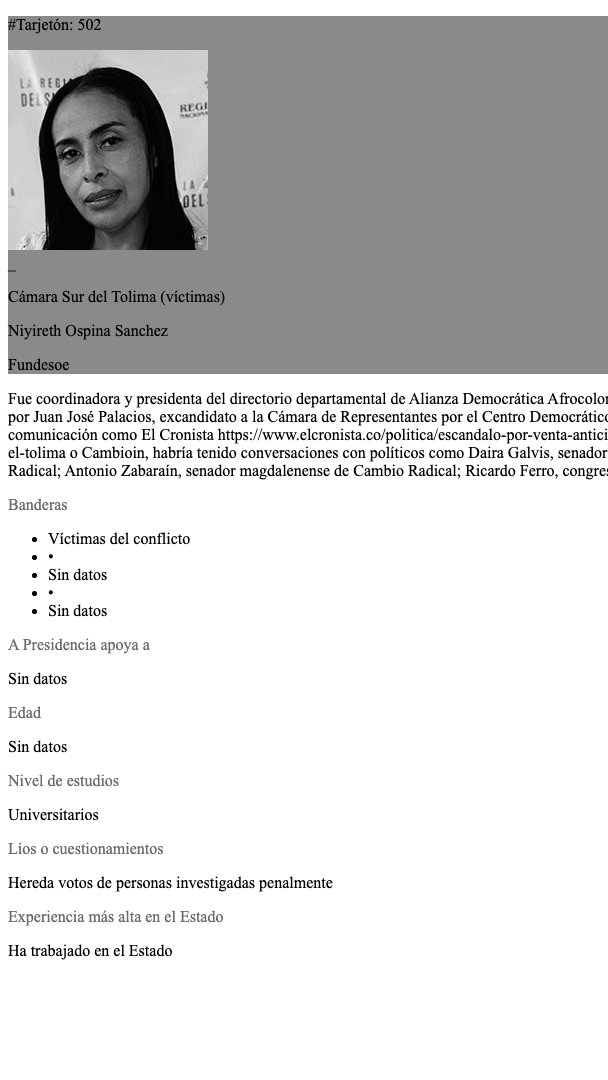 #Tarjetón: 502
LA REGI
DELS
REGI
NACION
LA
DEL
_
Cámara Sur del Tolima (víctimas)
Niyireth Ospina Sanchez
Fundesoe
Fue coordinadora y presidenta del directorio departamental de Alianza Democrática Afrocolor
por Juan José Palacios, excandidato a la Cámara de Representantes por el Centro Democrático
comunicación como El Cronista https://www.elcronista.co/politica/escandalo-por-venta-antici
el-tolima o Cambioin, habría tenido conversaciones con políticos como Daira Galvis, senador
Radical; Antonio Zabaraín, senador magdalenense de Cambio Radical; Ricardo Ferro, congres
Banderas
• Víctimas del conflicto
• •
• Sin datos
• •
• Sin datos
A Presidencia apoya a
Sin datos
Edad
Sin datos
Nivel de estudios
Universitarios
Líos o cuestionamientos
Hereda votos de personas investigadas penalmente
Experiencia más alta en el Estado
Ha trabajado en el Estado